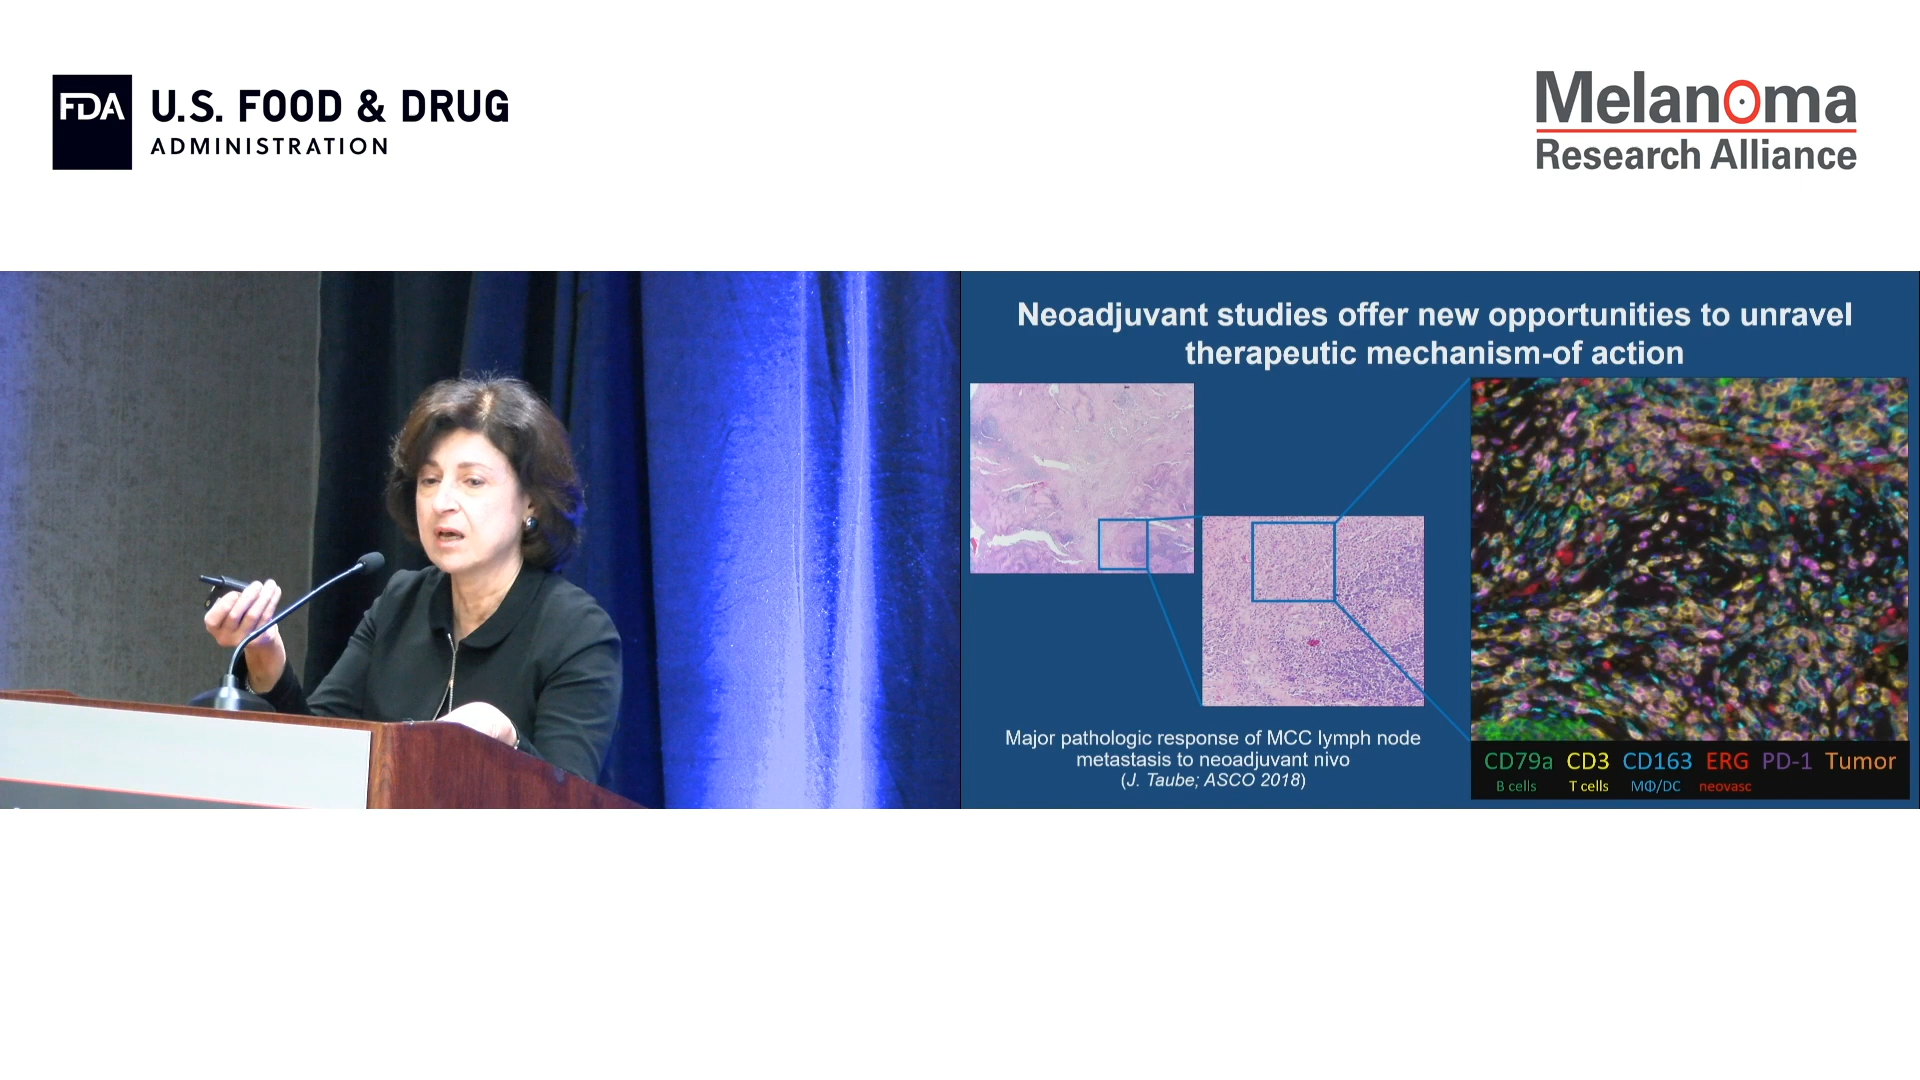 FDA
U.S. FOOD & DRUG
ADMINISTRATION
Melanoma
Research Alliance
Neoadjuvant studies offer new opportunities to unravel
therapeutic mechanism-of action
Major pathologic response of MCC lymph node
metastasis to neoadjuvant nivo
(J. Taube; ASCO 2018)
CD79a CD3 CD163 ERG PD-1 Tumor
B cells T cells MΦ/DC neovasc